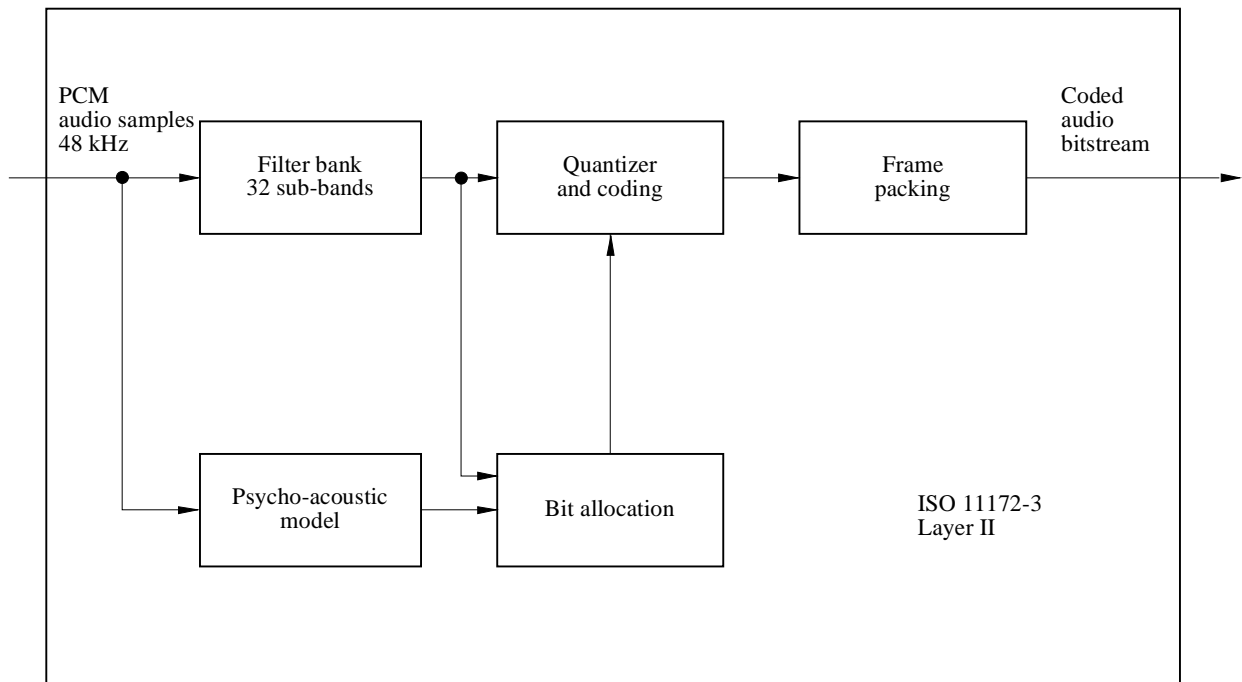 PCM
audio samples
48 kHz
Filter bank
32 sub-bands
Quantizer
and coding
Frame
packing
Coded
audio
bitstream
Psycho-acoustic
model
Bit allocation
ISO 11172-3
Layer II